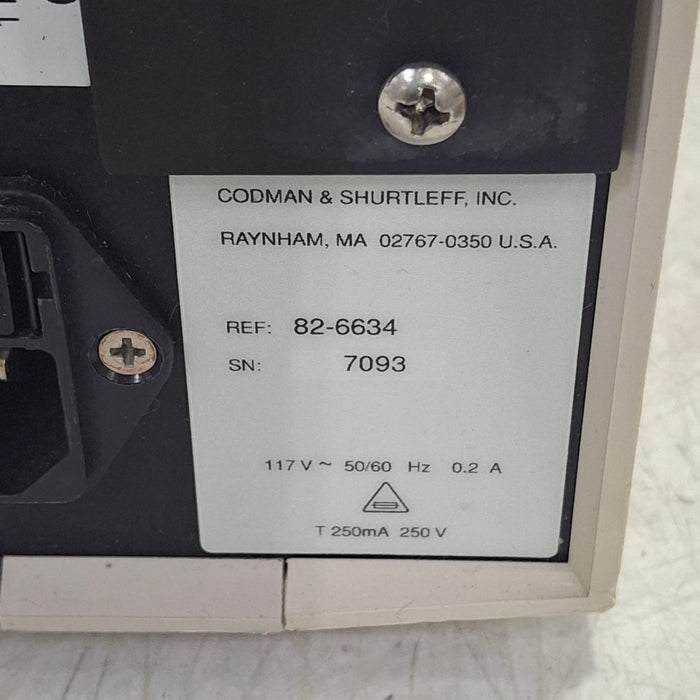 CODMAN & SHURTLEFF, INC.
RAYNHAM, MA 02767-0350 U.S.A.
REF: 82-6634
SN: 7093
117 V ~ 50/60 Hz 0.2 A
T 250mA 250 V